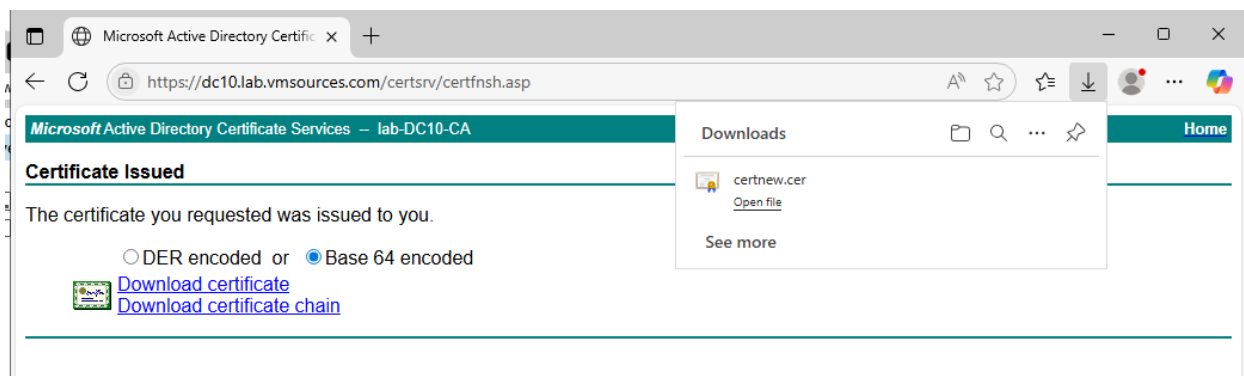 Microsoft Active Directory Certific
https://dc10.lab.vmsources.com/certsrv/certfnsh.asp
Microsoft Active Directory Certificate Services -- lab-DC10-CA
Home
Downloads
certnew.cer
Open file
See more
Certificate Issued
The certificate you requested was issued to you.
DER encoded or Base 64 encoded
Download certificate
Download certificate chain